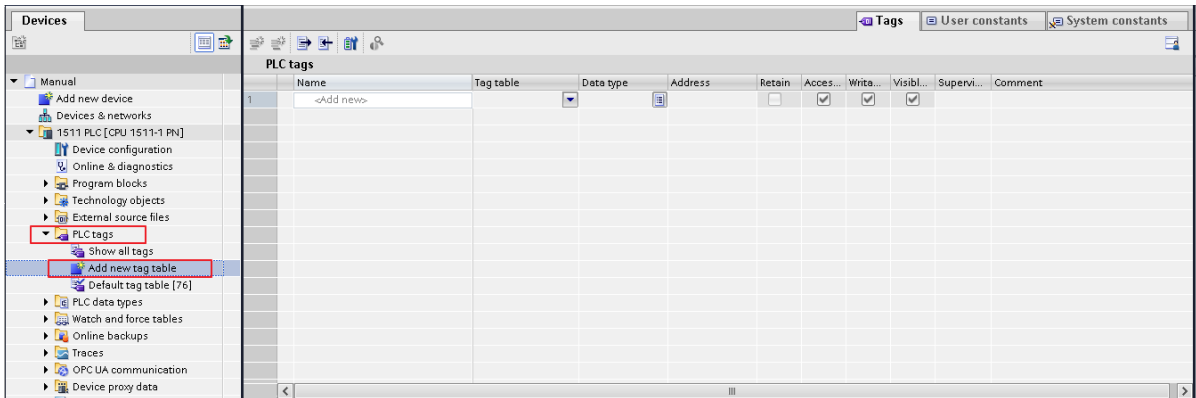 Devices
Tags
User constants
System constants
PLC tags
Name Tag table Data type Address Retain Acces... Writa... Visibl... Supervi... Comment
1 <Add new>
Manual
Add new device
Devices & networks
1511 PLC [CPU 1511-1 PN]
Device configuration
Online & diagnostics
Program blocks
Technology objects
External source files
PLC tags
Show all tags
Add new tag table
Default tag table [76]
PLC data types
Watch and force tables
Online backups
Traces
OPC UA communication
Device proxy data